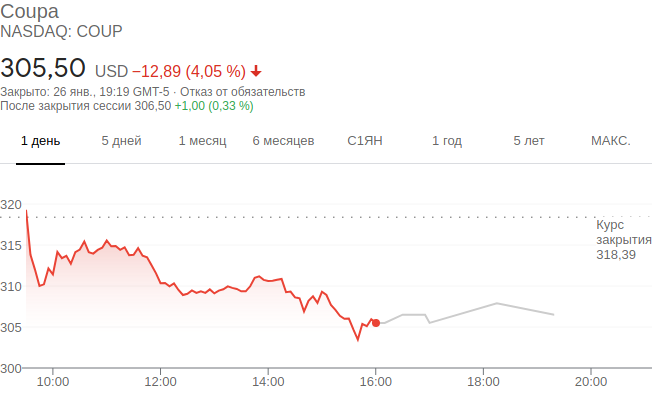 Coupa
NASDAQ: COUP
305,50 USD −12,89 (4,05 %)
Закрыто: 26 янв., 19:19 GMT-5 · Отказ от обязательств
После закрытия сессии 306,50 +1,00 (0,33 %)
1 день 5 дней 1 месяц 6 месяцев С1ЯН 1 год 5 лет МАКС.
320
Курс
закрытия
318,39
315
310
305
300
10:00 12:00 14:00 16:00 18:00 20:00